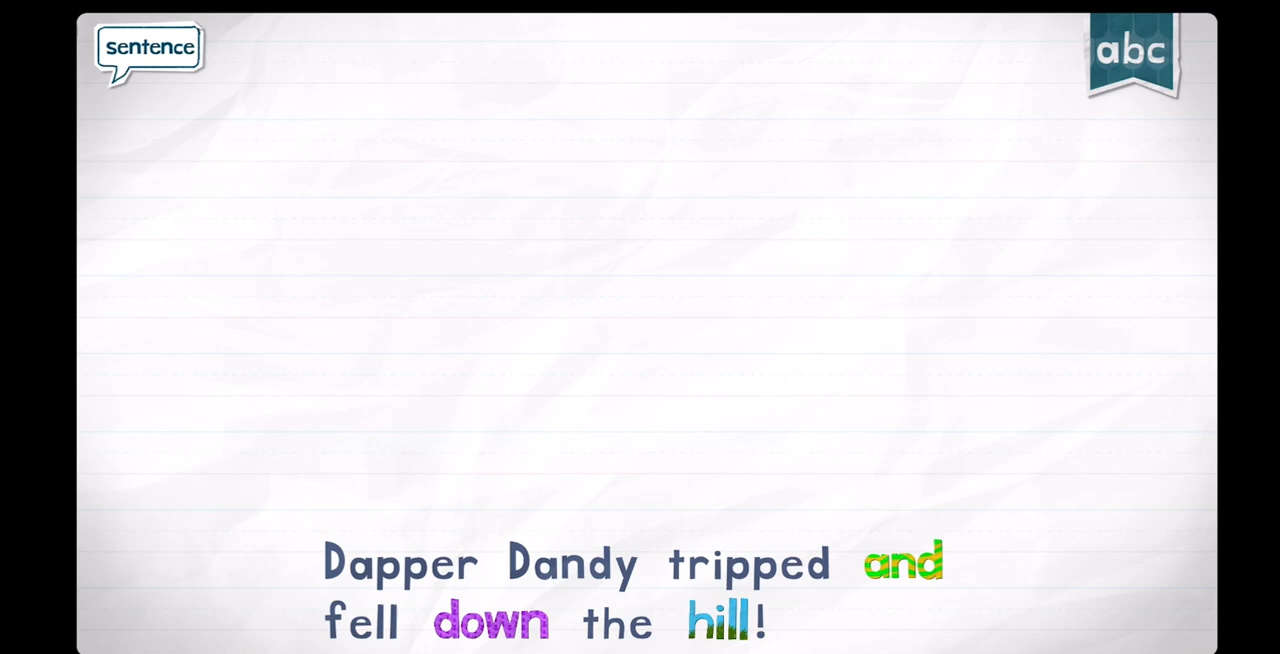 sentence
abc
Dapper Dandy tripped and
fell down the hill!